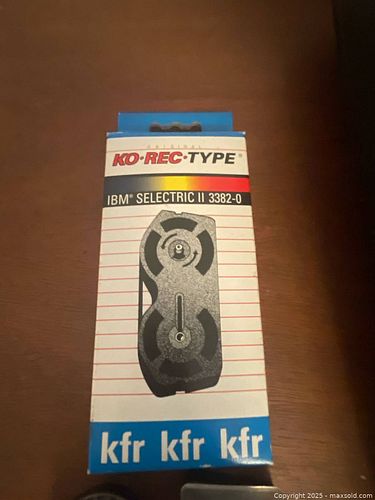 ORIGINAL
KO·REC·TYPE®
IBM® SELECTRIC II 3382-0
kfr kfr kfr
Copyright 2025 - maxsold.com